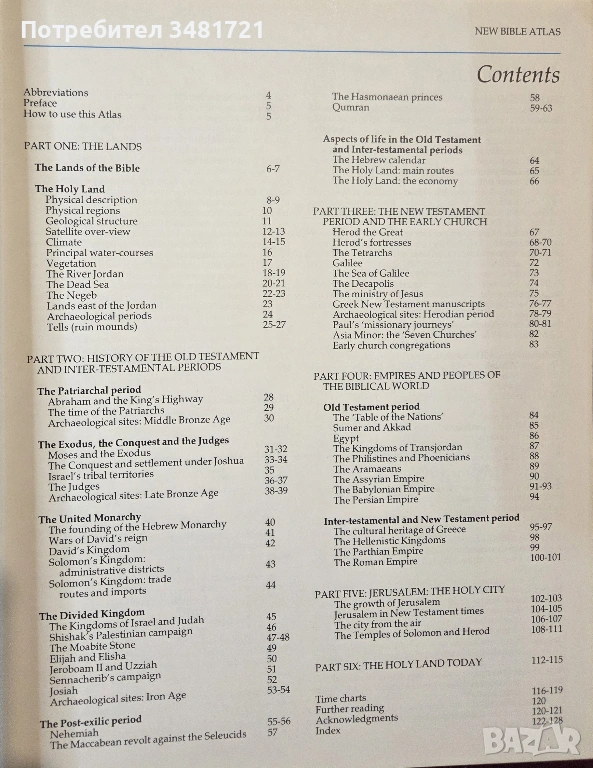 Потребител 3481721
NEW BIBLE ATLAS
Contents
Abbreviations 4
Preface 5
How to use this Atlas 5
PART ONE: THE LANDS
The Lands of the Bible 6-7
The Holy Land
Physical description 8-9
Physical regions 10
Geological structure 11
Satellite over-view 12-13
Climate 14-15
Principal water-courses 16
Vegetation 17
The River Jordan 18-19
The Dead Sea 20-21
The Negeb 22-23
Lands east of the Jordan 23
Archaeological periods 24
Tells (ruin mounds) 25-27
PART TWO: HISTORY OF THE OLD TESTAMENT
AND INTER-TESTAMENTAL PERIODS
The Patriarchal period
Abraham and the King's Highway 28
The time of the Patriarchs 29
Archaeological sites: Middle Bronze Age 30
The Exodus, the Conquest and the Judges
Moses and the Exodus 31-32
The Conquest and settlement under Joshua 33-34
Israel's tribal territories 35
The Judges 36-37
Archaeological sites: Late Bronze Age 38-39
The United Monarchy
The founding of the Hebrew Monarchy 40
Wars of David's reign 41
David's Kingdom 42
Solomon's Kingdom:
administrative districts 43
Solomon's Kingdom: trade
routes and imports 44
The Divided Kingdom
The Kingdoms of Israel and Judah 45
Shishak's Palestinian campaign 46
The Moabite Stone 47-48
Elijah and Elisha 49
Jeroboam II and Uzziah 50
Sennacherib's campaign 51
Josiah 52
Archaeological sites: Iron Age 53-54
The Post-exilic period
Nehemiah 55-56
The Maccabean revolt against the Seleucids 57
The Hasmonaean princes 58
Qumran 59-63
Aspects of life in the Old Testament
and Inter-testamental periods
The Hebrew calendar 64
The Holy Land: main routes 65
The Holy Land: the economy 66
PART THREE: THE NEW TESTAMENT
PERIOD AND THE EARLY CHURCH
Herod the Great 67
Herod's fortresses 68-70
The Tetrarchs 70-71
Galilee 72
The Sea of Galilee 73
The Decapolis 74
The ministry of Jesus 75
Greek New Testament manuscripts 76-77
Archaeological sites: Herodian period 78-79
Paul's 'missionary journeys' 80-81
Asia Minor: the 'Seven Churches' 82
Early church congregations 83
PART FOUR: EMPIRES AND PEOPLES OF
THE BIBLICAL WORLD
Old Testament period
The 'Table of the Nations' 84
Sumer and Akkad 85
Egypt 86
The Kingdoms of Transjordan 87
The Philistines and Phoenicians 88
The Aramaeans 89
The Assyrian Empire 90
The Babylonian Empire 91-93
The Persian Empire 94
Inter-testamental and New Testament period
The cultural heritage of Greece 95-97
The Hellenistic Kingdoms 98
The Parthian Empire 99
The Roman Empire 100-101
PART FIVE: JERUSALEM: THE HOLY CITY
The growth of Jerusalem 102-103
Jerusalem in New Testament times 104-105
The city from the air 106-107
The Temples of Solomon and Herod 108-111
PART SIX: THE HOLY LAND TODAY 112-115
Time charts 116-119
Further reading 120
Acknowledgments 120-121
Index 122-128
BAZAR